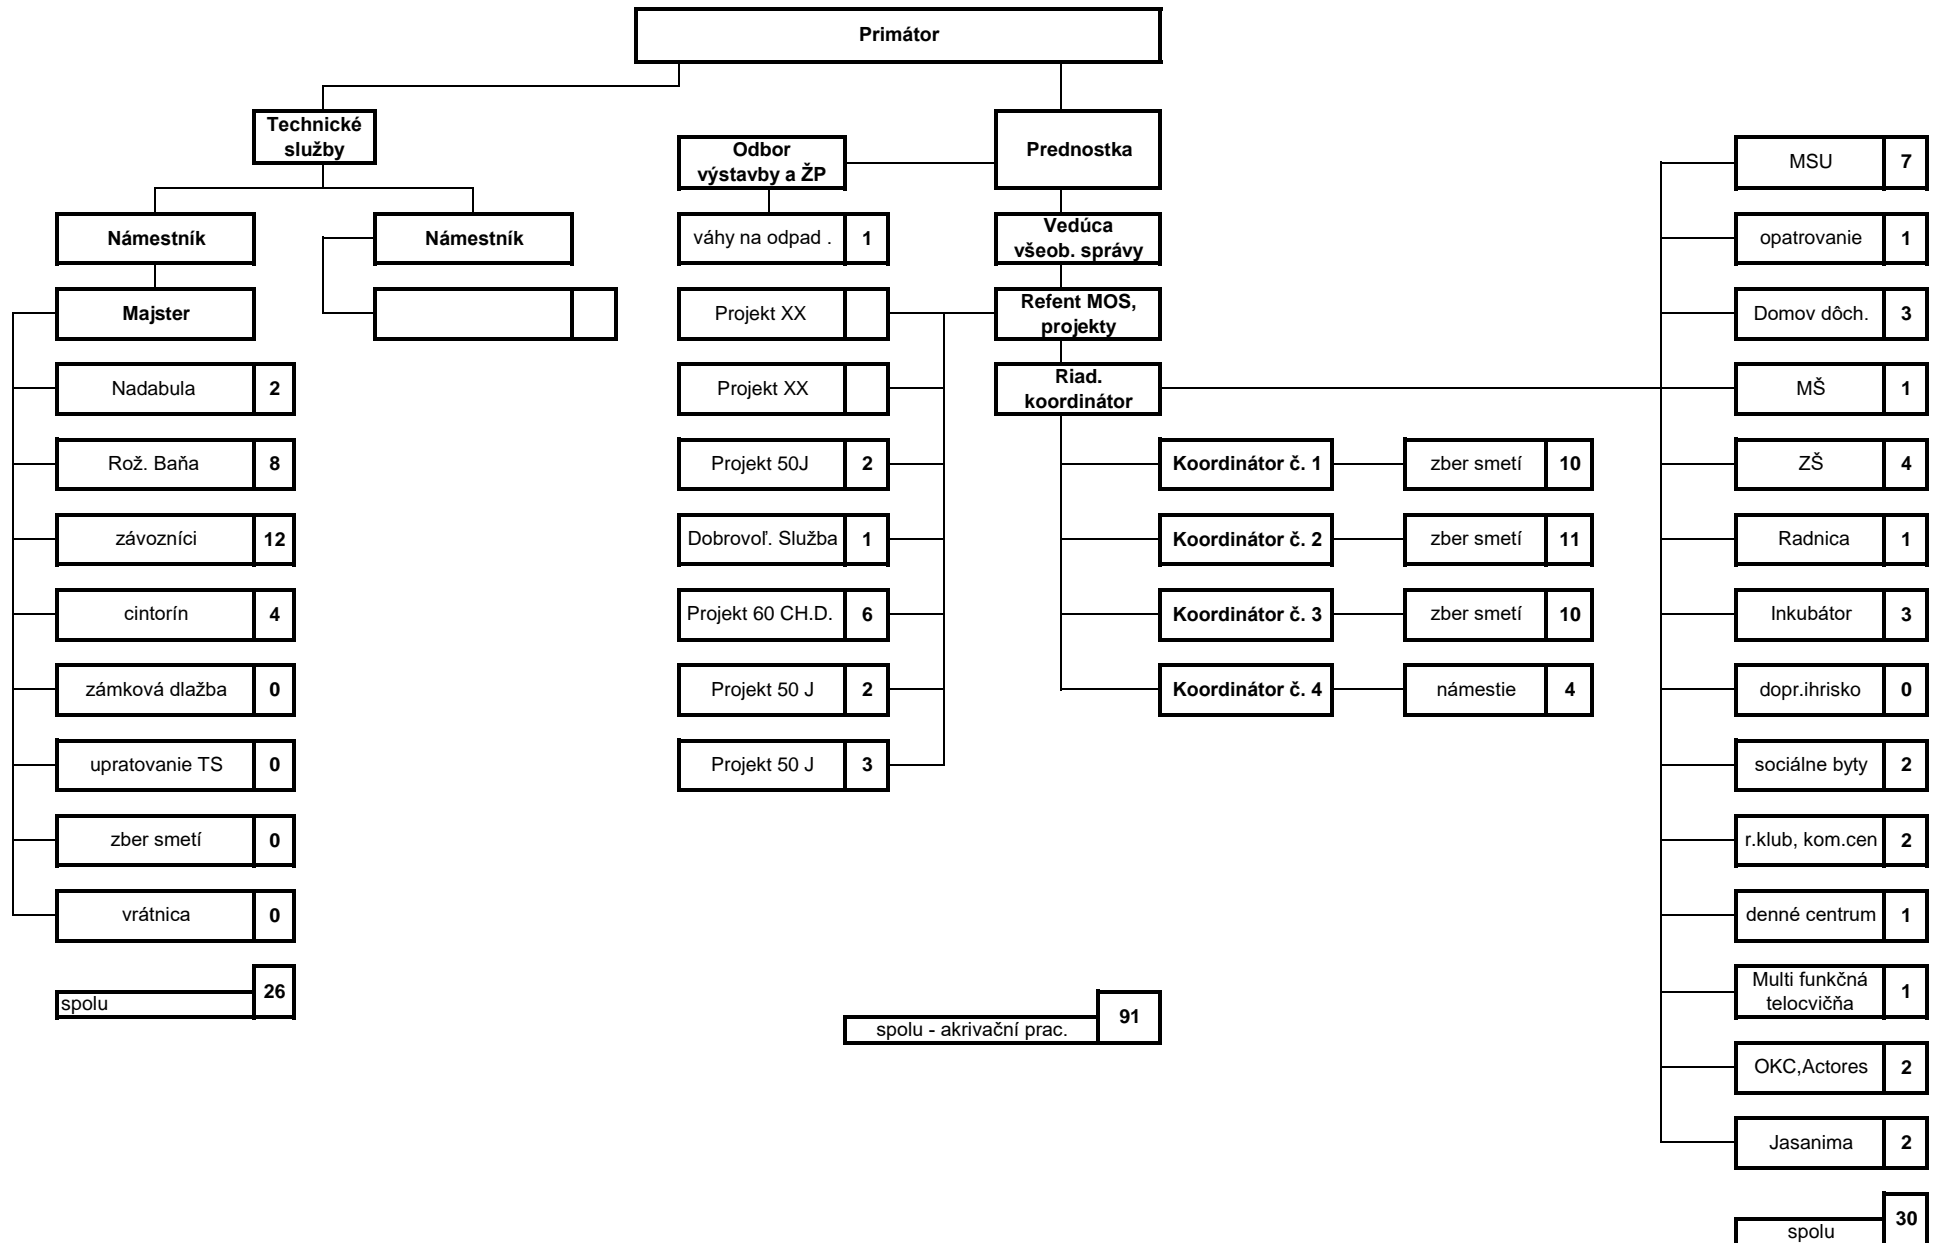 Primátor
Technické
služby
Odbor
výstavby a ŽP
Prednostka
MSU 7
Námestník
Námestník
váhy na odpad . 1
Vedúca
všeob. správy
opatrovanie 1
Majster
Projekt XX
Refent MOS,
projekty
Domov dôch. 3
Nadabula 2
Projekt XX
Riad.
koordinátor
MŠ 1
Rož. Baňa 8
Projekt 50J 2
Koordinátor č. 1
zber smetí 10
ZŠ 4
závozníci 12
Dobrovoľ. Služba 1
Koordinátor č. 2
zber smetí 11
Radnica 1
cintorín 4
Projekt 60 CH.D. 6
Koordinátor č. 3
zber smetí 10
Inkubátor 3
zámková dlažba 0
Projekt 50 J 2
Koordinátor č. 4
námestie 4
dopr.ihrisko 0
upratovanie TS 0
Projekt 50 J 3
sociálne byty 2
zber smetí 0
r.klub, kom.cen 2
vrátnica 0
denné centrum 1
spolu 26
spolu - akrivační prac. 91
Multi funkčná
telocvičňa 1
OKC,Actores 2
Jasanima 2
spolu 30